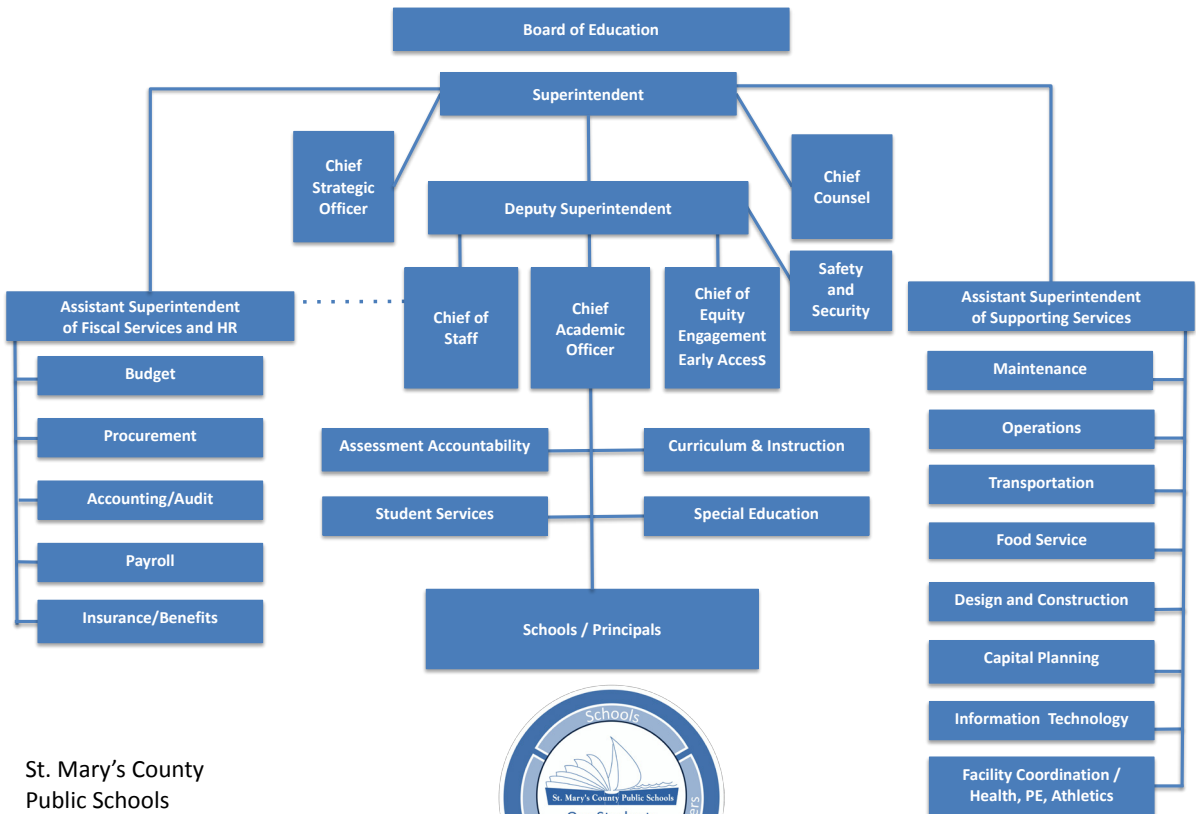 Board of Education
Superintendent
Chief
Strategic
Officer
Chief
Counsel
Deputy Superintendent
Safety
and
Security
Assistant Superintendent
of Fiscal Services and HR
Chief of
Staff
Chief
Academic
Officer
Chief of
Equity
Engagement
Early Access
Assistant Superintendent
of Supporting Services
Budget
Procurement
Accounting/Audit
Payroll
Insurance/Benefits
Assessment Accountability
Curriculum & Instruction
Student Services
Special Education
Schools / Principals
Maintenance
Operations
Transportation
Food Service
Design and Construction
Capital Planning
Information Technology
Facility Coordination /
Health, PE, Athletics
St. Mary's County
Public Schools
Schools
St. Mary's County Public Schools